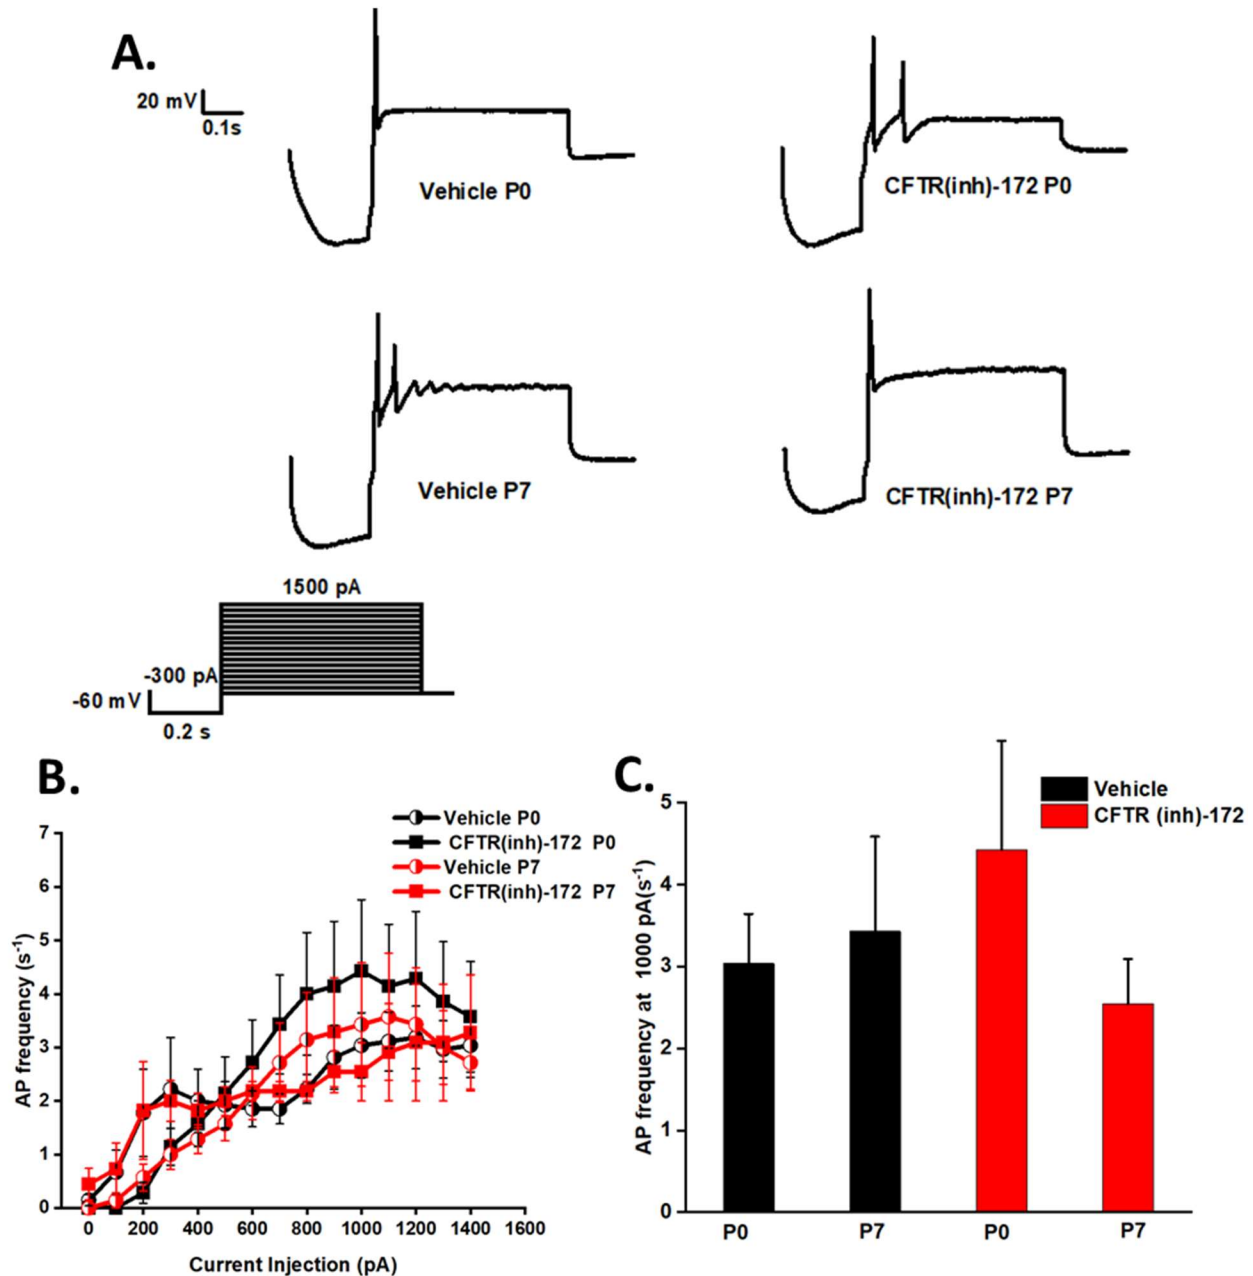 A.
20 mV
0.1s
Vehicle P0
CFTR(inh)-172 P0
Vehicle P7
CFTR(inh)-172 P7
1500 pA
-300 pA
-60 mV
0.2 s
B.
Vehicle P0
CFTR(inh)-172 P0
Vehicle P7
CFTR(inh)-172 P7
AP frequency (s-1)
7
6
5
4
3
2
1
0
0 200 400 600 800 1000 1200 1400 1600
Current Injection (pA)
C.
Vehicle
CFTR (inh)-172
AP frequency at 1000 pA(s-1)
5
4
3
2
1
0
P0 P7 P0 P7